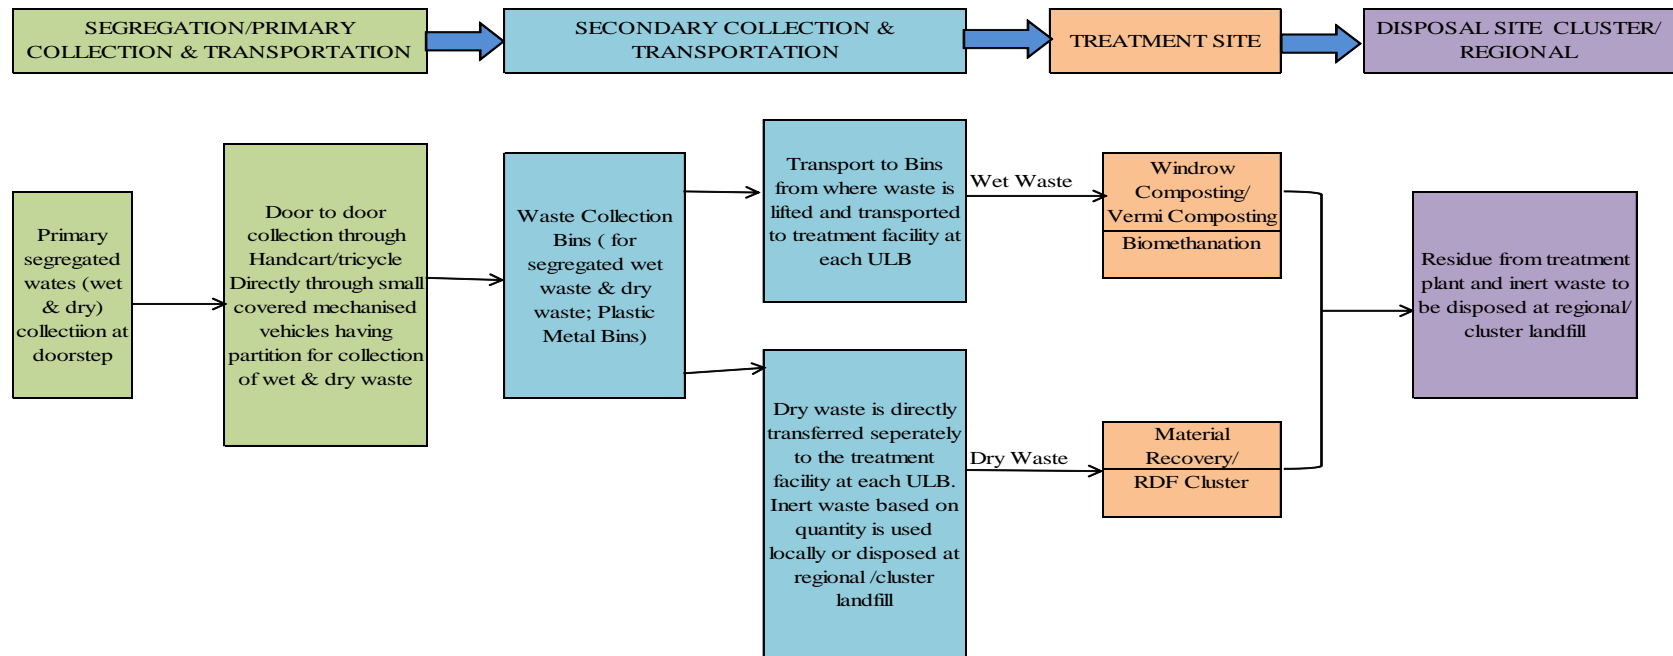 SEGREGATION/PRIMARY
COLLECTION & TRANSPORTATION
SECONDARY COLLECTION &
TRANSPORTATION
TREATMENT SITE
DISPOSAL SITE  CLUSTER/
REGIONAL
Primary
segregated
wates (wet
& dry)
collectiion at
doorstep
Door to door
collection through
Handcart/tricycle
Directly through small
covered mechanised
vehicles having
partition for collection
of wet & dry waste
Waste Collection
Bins ( for
segregated wet
waste & dry
waste; Plastic
Metal Bins)
Transport to Bins
from where waste is
lifted and transported
to treatment facility at
each ULB
Wet Waste
Windrow
Composting/
Vermi Composting
Biomethanation
Dry waste is directly
transferred seperately
to the treatment
facility at each ULB.
Inert waste based on
quantity is used
locally or disposed at
regional /cluster
landfill
Dry Waste
Material
Recovery/
RDF Cluster
Residue from treatment
plant and inert waste to
be disposed at regional/
cluster landfill